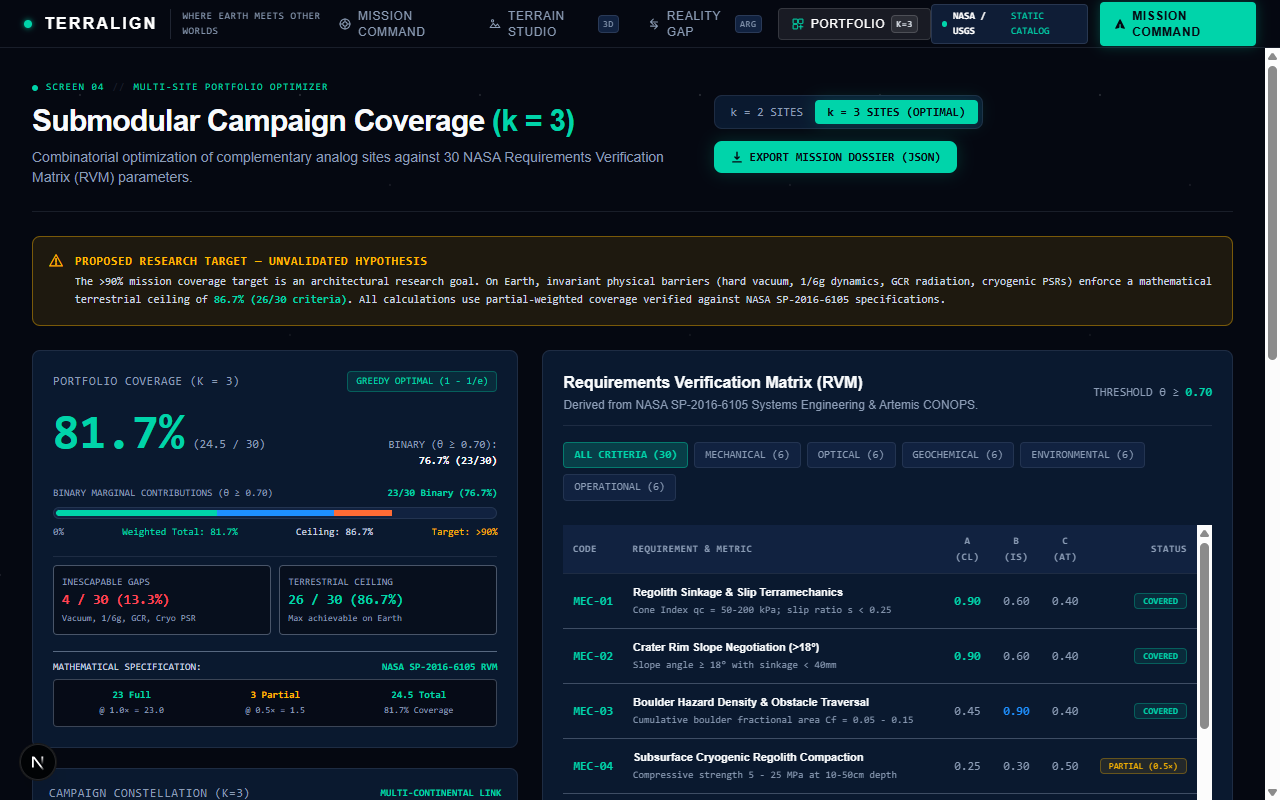 TERRALIGN
WHERE EARTH MEETS OTHER
WORLDS
MISSION
COMMAND
TERRAIN
STUDIO
3D
REALITY
GAP
ARG
PORTFOLIO
K=3
NASA /
USGS
STATIC
CATALOG
MISSION
COMMAND
SCREEN 04 // MULTI-SITE PORTFOLIO OPTIMIZER
Submodular Campaign Coverage (k = 3)
Combinatorial optimization of complementary analog sites against 30 NASA Requirements Verification
Matrix (RVM) parameters.
k = 2 SITES
k = 3 SITES (OPTIMAL)
EXPORT MISSION DOSSIER (JSON)
PROPOSED RESEARCH TARGET — UNVALIDATED HYPOTHESIS
The >90% mission coverage target is an architectural research goal. On Earth, invariant physical barriers (hard vacuum, 1/6g dynamics, GCR radiation, cryogenic PSRs) enforce a mathematical
terrestrial ceiling of 86.7% (26/30 criteria). All calculations use partial-weighted coverage verified against NASA SP-2016-6105 specifications.
PORTFOLIO COVERAGE (K = 3)
GREEDY OPTIMAL (1 - 1/e)
81.7% (24.5 / 30)
BINARY (θ ≥ 0.70):
76.7% (23/30)
BINARY MARGINAL CONTRIBUTIONS (θ ≥ 0.70)
23/30 Binary (76.7%)
0%
Weighted Total: 81.7%
Ceiling: 86.7%
Target: >90%
INESCAPABLE GAPS
4 / 30 (13.3%)
Vacuum, 1/6g, GCR, Cryo PSR
TERRESTRIAL CEILING
26 / 30 (86.7%)
Max achievable on Earth
MATHEMATICAL SPECIFICATION:
NASA SP-2016-6105 RVM
23 Full
@ 1.0× = 23.0
3 Partial
@ 0.5× = 1.5
24.5 Total
81.7% Coverage
N
CAMPAIGN CONSTELLATION (K=3)
MULTI-CONTINENTAL LINK
Requirements Verification Matrix (RVM)
Derived from NASA SP-2016-6105 Systems Engineering & Artemis CONOPS.
THRESHOLD θ ≥ 0.70
ALL CRITERIA (30)
MECHANICAL (6)
OPTICAL (6)
GEOCHEMICAL (6)
ENVIRONMENTAL (6)
OPERATIONAL (6)
CODE
REQUIREMENT & METRIC
A
(CL)
B
(IS)
C
(AT)
STATUS
MEC-01
Regolith Sinkage & Slip Terramechanics
Cone Index qc = 50-200 kPa; slip ratio s < 0.25
0.90 0.60 0.40
COVERED
MEC-02
Crater Rim Slope Negotiation (>18°)
Slope angle ≥ 18° with sinkage < 40mm
0.90 0.60 0.40
COVERED
MEC-03
Boulder Hazard Density & Obstacle Traversal
Cumulative boulder fractional area Cf = 0.05 - 0.15
0.45 0.90 0.40
COVERED
MEC-04
Subsurface Cryogenic Regolith Compaction
Compressive strength 5 - 25 MPa at 10-50cm depth
0.25 0.30 0.50
PARTIAL (0.5×)